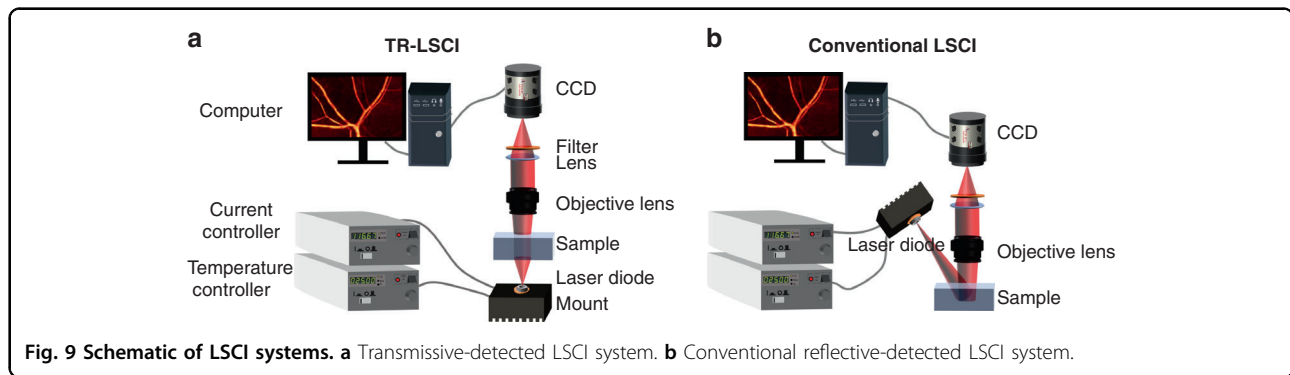 a
TR-LSCI
Computer
CCD
Filter
Lens
Objective lens
Current
controller
Sample
Temperature
controller
Laser diode
Mount
b
Conventional LSCI
CCD
Laser diode
Objective lens
Sample
Fig. 9 Schematic of LSCI systems. a Transmissive-detected LSCI system. b Conventional reflective-detected LSCI system.